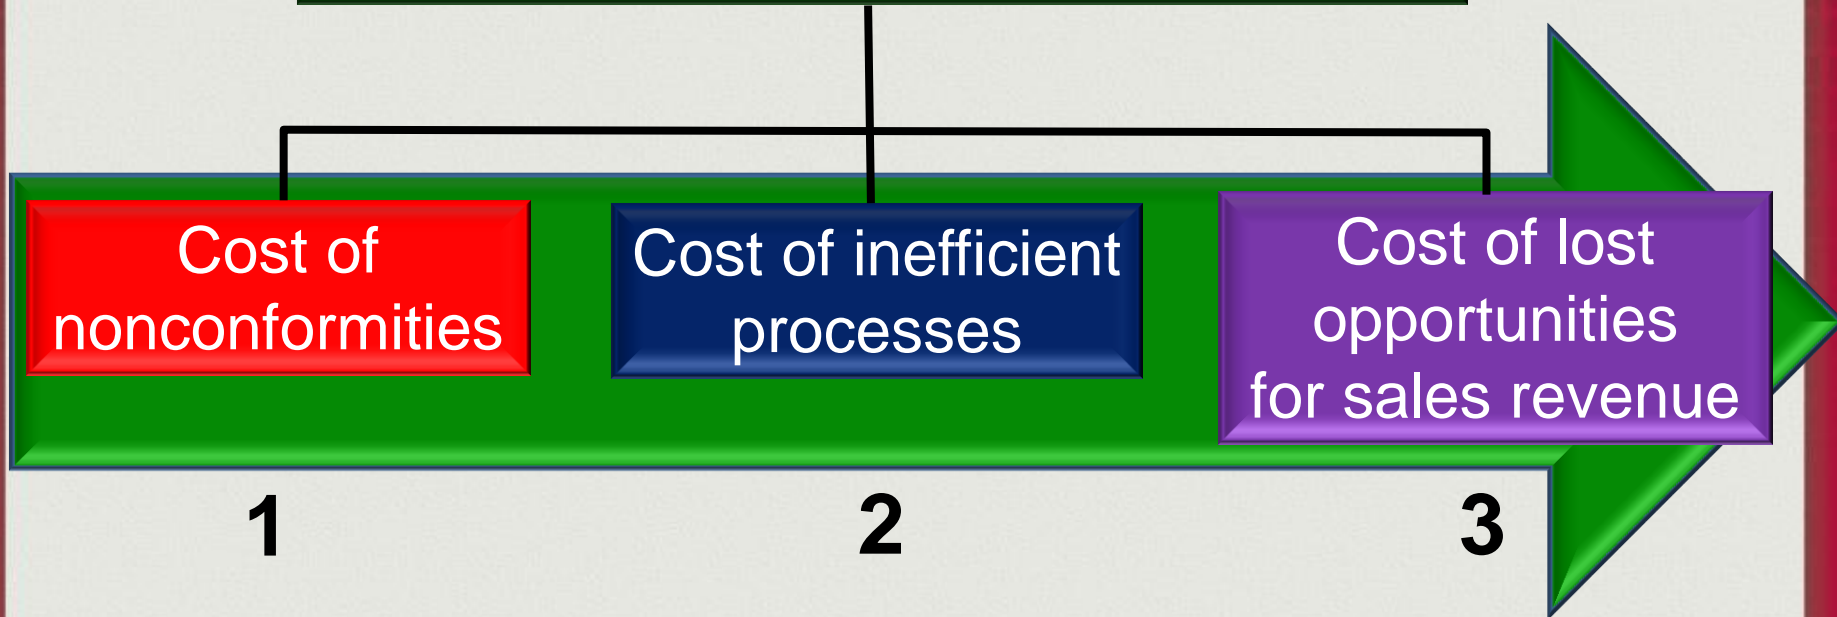 Cost of
nonconformities
Cost of inefficient
processes
Cost of lost
opportunities
for sales revenue
1
2
3